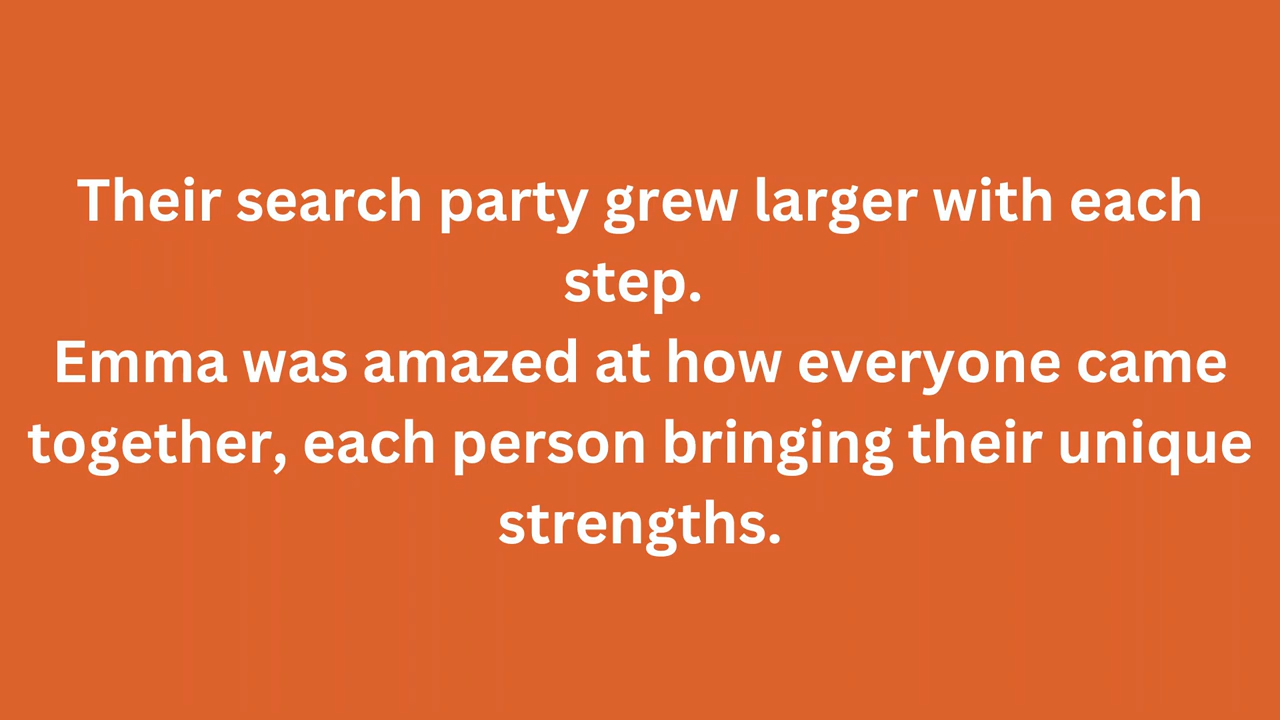 Their search party grew larger with each
step.
Emma was amazed at how everyone came
together, each person bringing their unique
strengths.